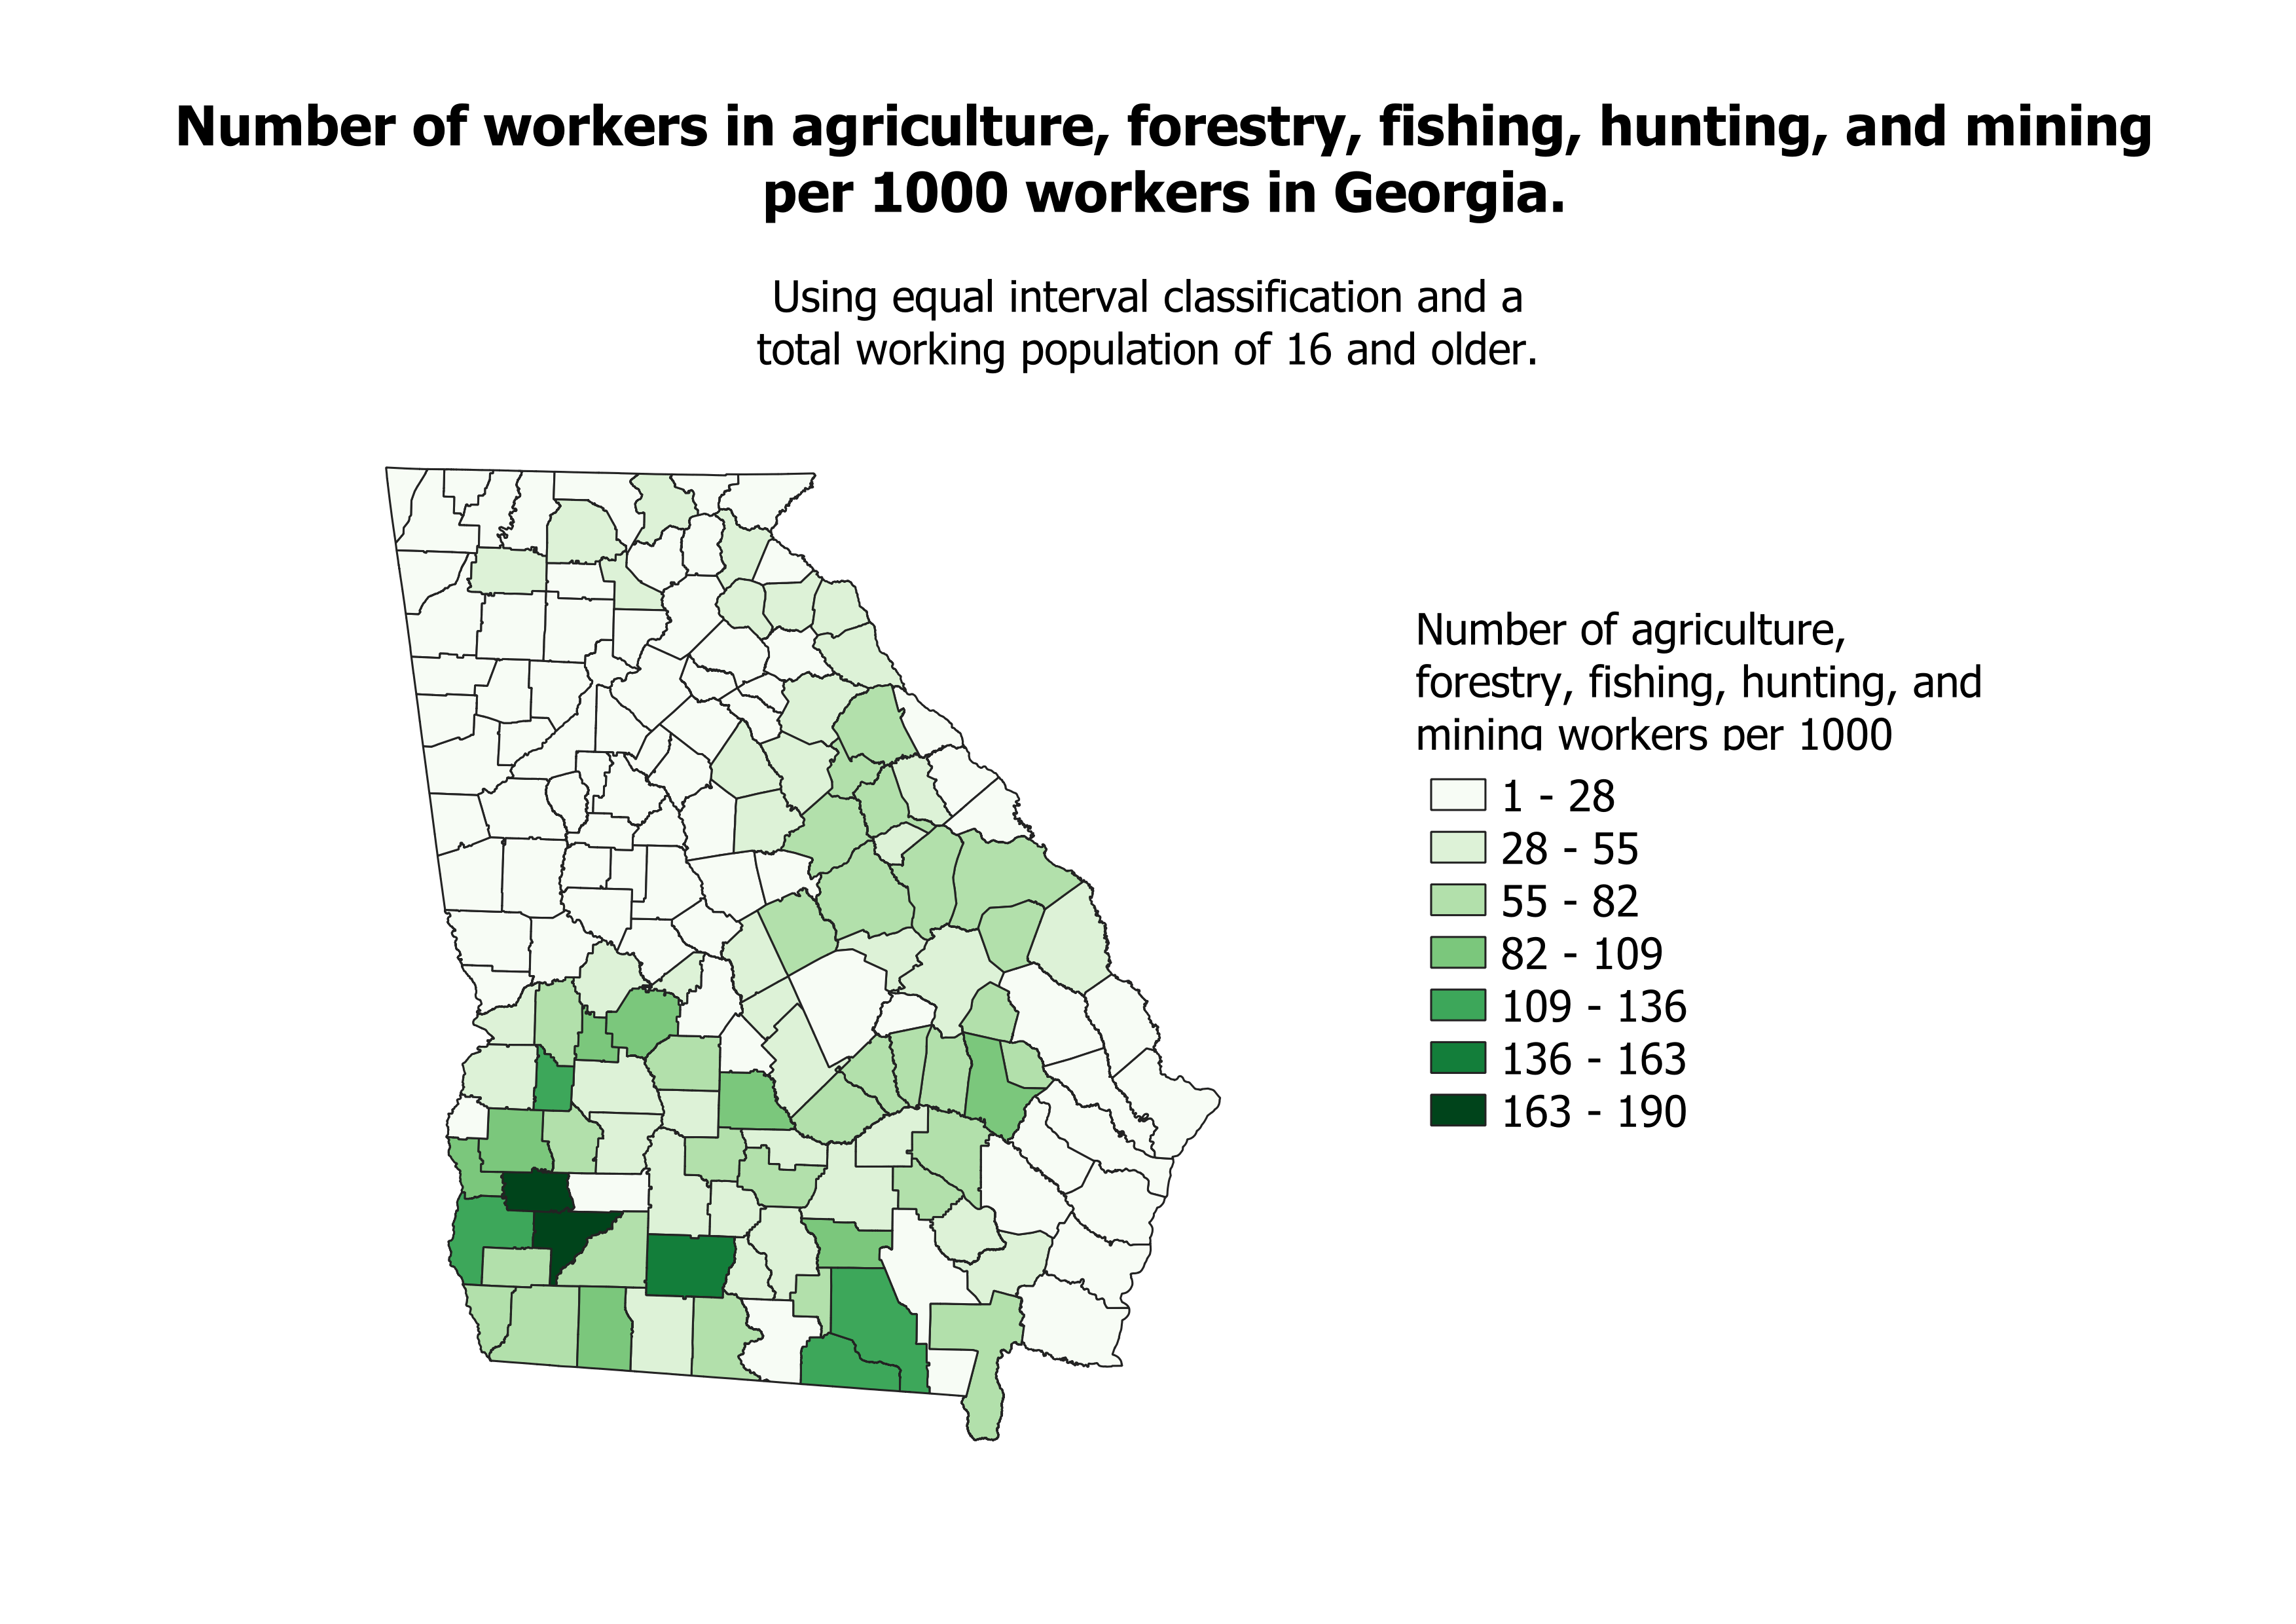 Number of workers in agriculture, forestry, fishing, hunting, and mining
per 1000 workers in Georgia.
Using equal interval classification and a
total working population of 16 and older.
Number of agriculture,
forestry, fishing, hunting, and
mining workers per 1000
1 - 28
28 - 55
55 - 82
82 - 109
109 - 136
136 - 163
163 - 190